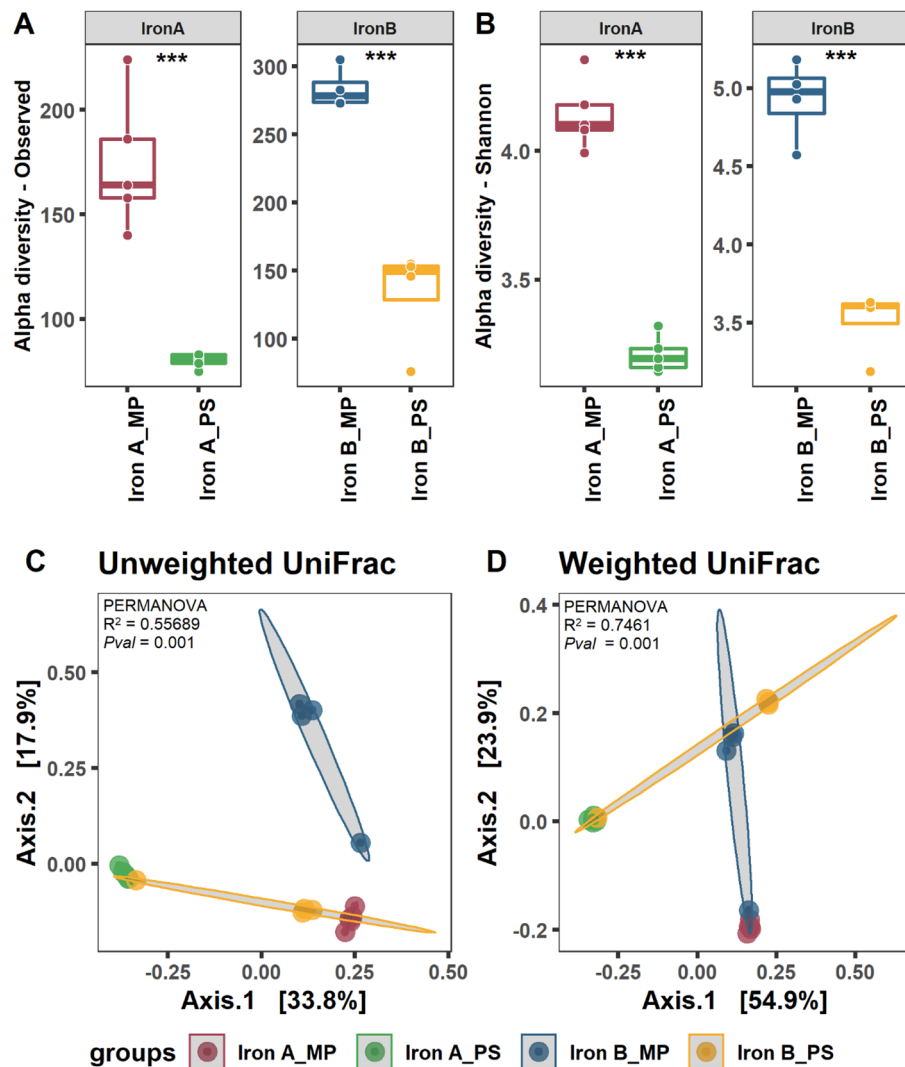 A
IronA
IronB
B
IronA
IronB
Alpha diversity - Observed
200
150
100
***
300
250
200
150
100
***
Alpha diversity - Shannon
4.0
3.5
***
5.0
4.5
4.0
3.5
***
Iron A_MP
Iron A_PS
Iron B_MP
Iron B_PS
Iron A_MP
Iron A_PS
Iron B_MP
Iron B_PS
C Unweighted UniFrac
PERMANOVA
R² = 0.55689
Pval = 0.001
Axis.2 [17.9%]
0.50
0.25
0.00
-0.25
0.00
0.25
0.50
Axis.1 [33.8%]
D Weighted UniFrac
PERMANOVA
R² = 0.7461
Pval = 0.001
Axis.2 [23.9%]
0.4
0.2
0.0
-0.2
-0.25
0.00
0.25
0.50
Axis.1 [54.9%]
groups Iron A_MP Iron A_PS Iron B_MP Iron B_PS